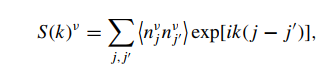 S(k)^ν = ∑_{j,j′} ⟨n_j^ν n_{j′}^ν⟩ exp[ik(j − j′)],